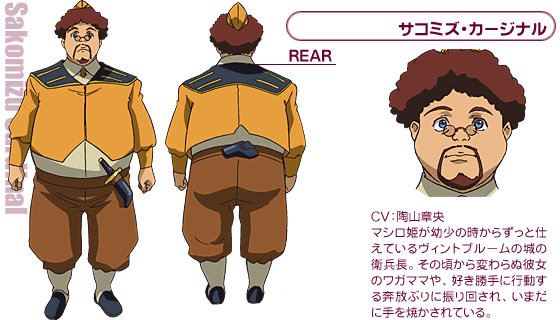 Sakomizu Cardinal
サコミズ・カージナル
REAR
CV：陶山章央
マシロ姫が幼少の時からずっと仕
えているヴィントブルームの城の
衛兵長。その頃から変わらぬ彼女
のワガママや、好き勝手に行動す
る奔放ぶりに振り回され、いまだ
に手を焼かされている。